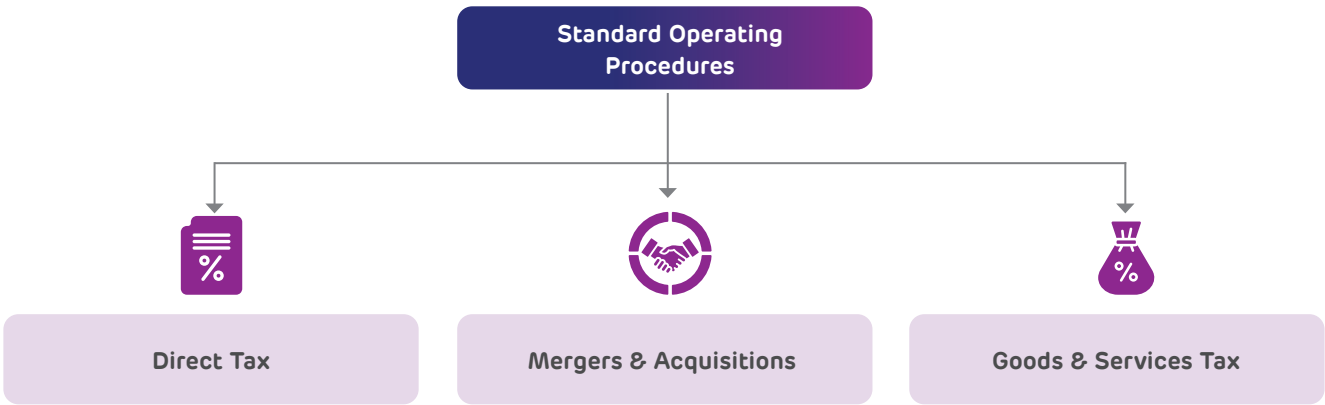 Standard Operating
Procedures
%
%
Direct Tax
Mergers & Acquisitions
Goods & Services Tax